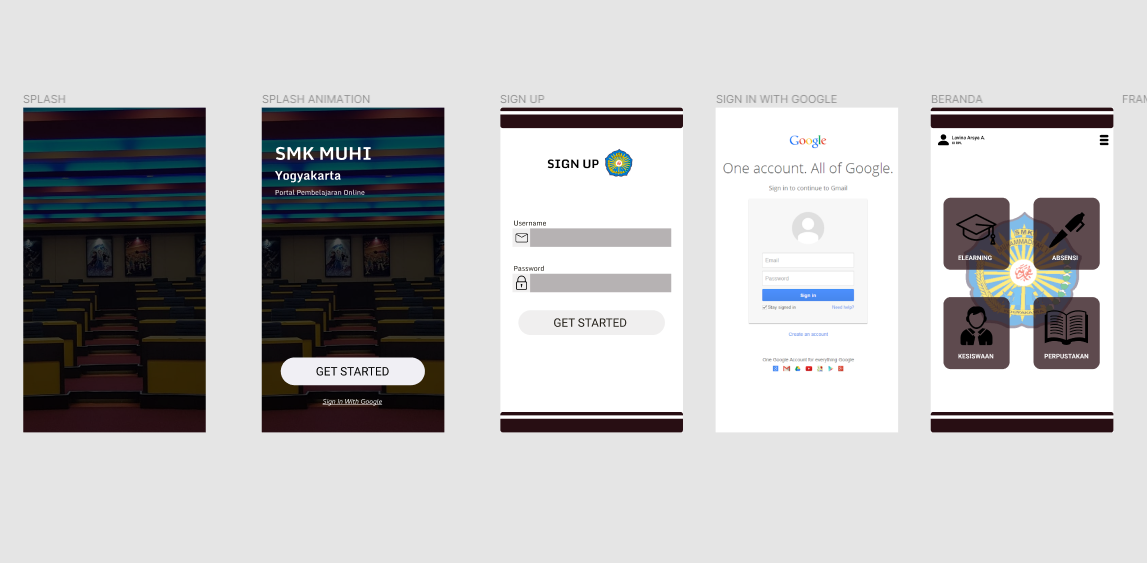 SPLASH
SPLASH ANIMATION
SMK MUHI
Yogyakarta
Portal Pembelajaran Online
GET STARTED
Sign In With Google
SIGN UP
SIGN UP
Username
Password
GET STARTED
SIGN IN WITH GOOGLE
Google
One account. All of Google.
Sign in to continue to Gmail
Email
Password
Sign in
Stay signed in
Need help?
Create an account
One Google Account for everything Google
BERANDA
Lavina Arsya A.
SMK
ELEARNING
ABSENSI
KESISWAAN
PERPUSTAKAN
FRAM